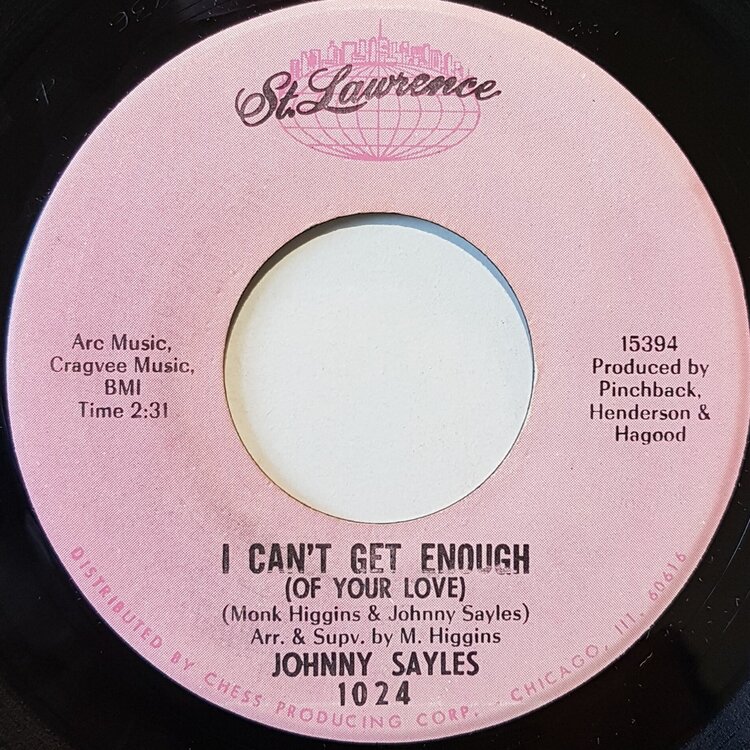 St. Lawrence
Arc Music,
Cragvee Music,
BMI
Time 2:31
15394
Produced by
Pinchback,
Henderson &
Hagood
I CAN'T GET ENOUGH
(OF YOUR LOVE)
(Monk Higgins & Johnny Sayles)
Arr. & Supv. by M. Higgins
JOHNNY SAYLES
1024
DISTRIBUTED BY CHESS PRODUCING CORP. . CHICAGO, Ill. 60616